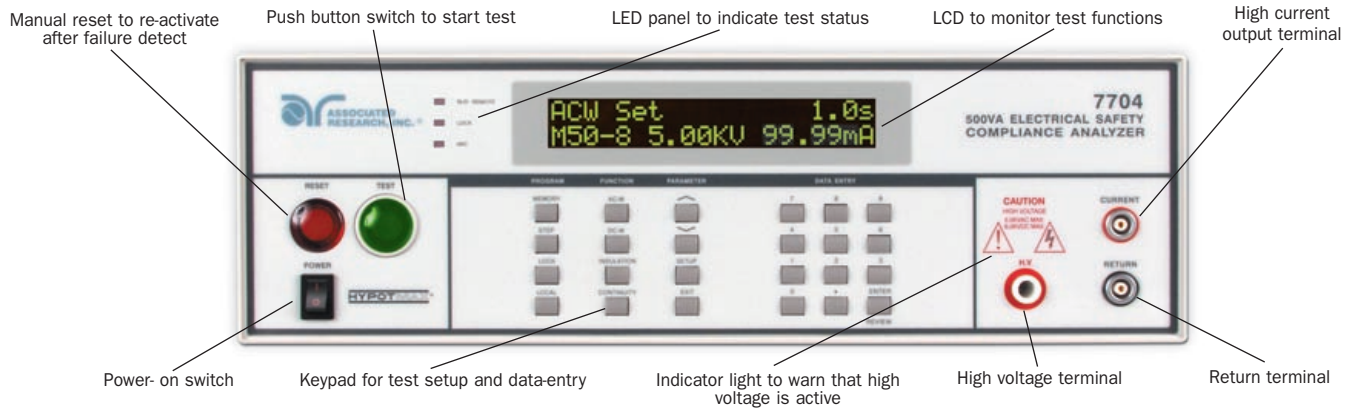 Manual reset to re-activate
after failure detect
Push button switch to start test
LED panel to indicate test status
LCD to monitor test functions
High current
output terminal
ASSOCIATED
RESEARCH, INC.®
LOCK
ACW Set 1.0s
M50-8 5.00KV 99.99mA
7704
500VA ELECTRICAL SAFETY
COMPLIANCE ANALYZER
RESET
TEST
POWER
HYPOTMAX®
PROGRAM
FUNCTION
PARAMETER
DATA ENTRY
MEMORY
STEP
LOCK
SETUP
7 8 9
4 5 6
LOCAL
INSULATION
CONTINUITY
EXIT
1 2 3
0
ENTER
REVIEW
CAUTION
HIGH VOLTAGE
H.V.
CURRENT
RETURN
Power- on switch
Keypad for test setup and data-entry
Indicator light to warn that high
voltage is active
High voltage terminal
Return terminal